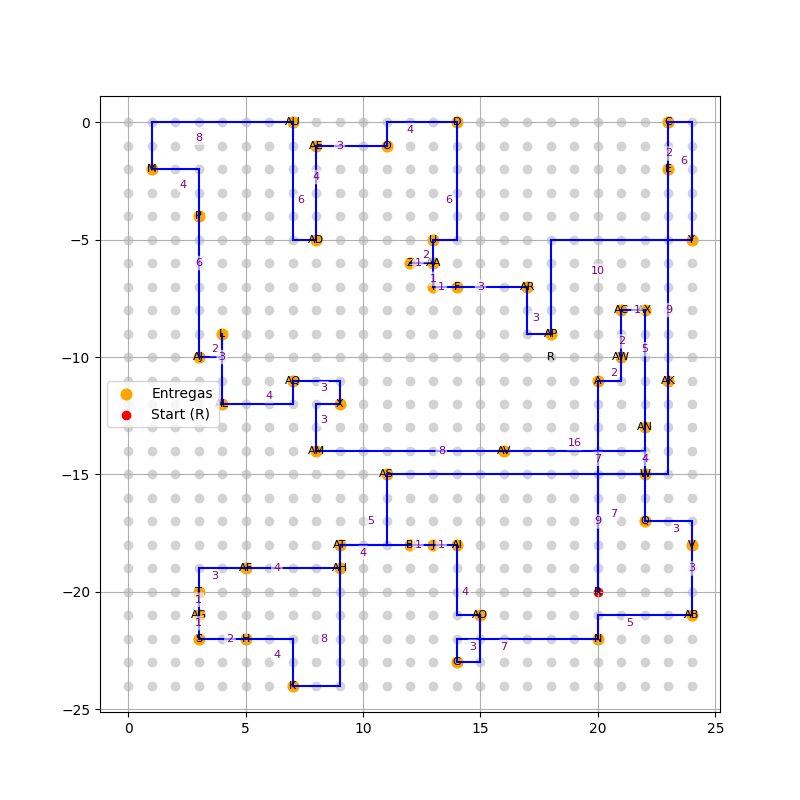 0
AU
D
C
8
4
AE
3
O
2
6
M
E
4
4
P
6
6
−5
AD
U
Y
2
6
1
10
1
1
F
3
AR
3
9
AC
1
L
AP
2
5
2
3
−10
R
AW
2
AQ
3
A
AK
4
X
3
Entregas
Start (R)
AN
16
AM
8
AV
7
4
−15
AS
W
5
9
7
Q
3
AT
4
1
1
AI
V
3
AF
4
AH
3
−20
T
1
4
AG
1
AO
5
AB
S
2
H
4
8
3
7
N
G
K
−25
0
5
10
15
20
25